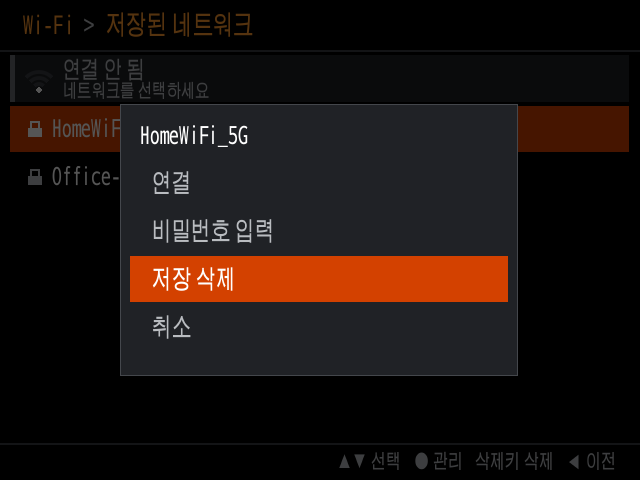 Wi-Fi > 저장된 네트워크
연결 안 됨
네트워크를 선택하세요
HomeWiF
HomeWiFi_5G
연결
Office-
비밀번호 입력
저장 삭제
취소
▲▼ 선택 ● 관리 삭제키 삭제 ◀ 이전